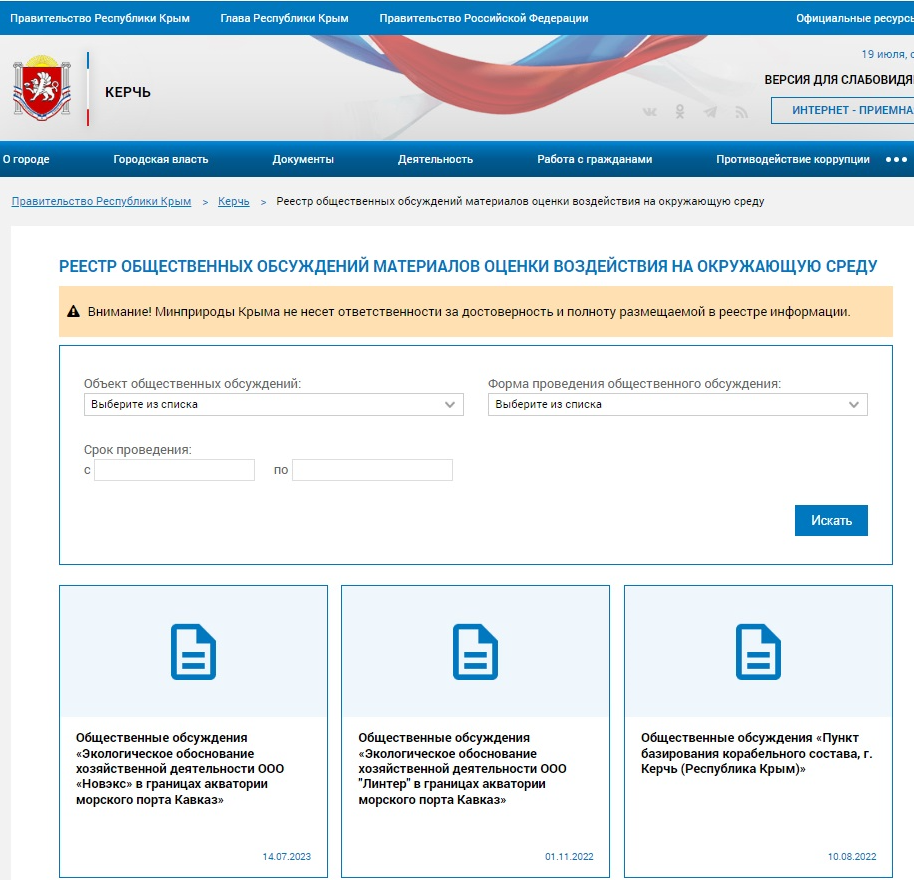 Правительство Республики Крым Глава Республики Крым Правительство Российской Федерации Официальные ресурсы
19 июля, с
ВЕРСИЯ ДЛЯ СЛАБОВИДЯ
КЕРЧЬ
ИНТЕРНЕТ - ПРИЕМНА
О городе Городская власть Документы Деятельность Работа с гражданами Противодействие коррупции •••
Правительство Республики Крым > Керчь > Реестр общественных обсуждений материалов оценки воздействия на окружающую среду
РЕЕСТР ОБЩЕСТВЕННЫХ ОБСУЖДЕНИЙ МАТЕРИАЛОВ ОЦЕНКИ ВОЗДЕЙСТВИЯ НА ОКРУЖАЮЩУЮ СРЕДУ
Внимание! Минприроды Крыма не несет ответственности за достоверность и полноту размещаемой в реестре информации.
Объект общественных обсуждений:
Выберите из списка
Форма проведения общественного обсуждения:
Выберите из списка
Срок проведения:
с по
Искать
Общественные обсуждения
«Экологическое обоснование
хозяйственной деятельности ООО
«Новэкс» в границах акватории
морского порта Кавказ»
14.07.2023
Общественные обсуждения
«Экологическое обоснование
хозяйственной деятельности ООО
"Линтер" в границах акватории
морского порта Кавказ»
01.11.2022
Общественные обсуждения «Пункт
базирования корабельного состава, г.
Керчь (Республика Крым)»
10.08.2022